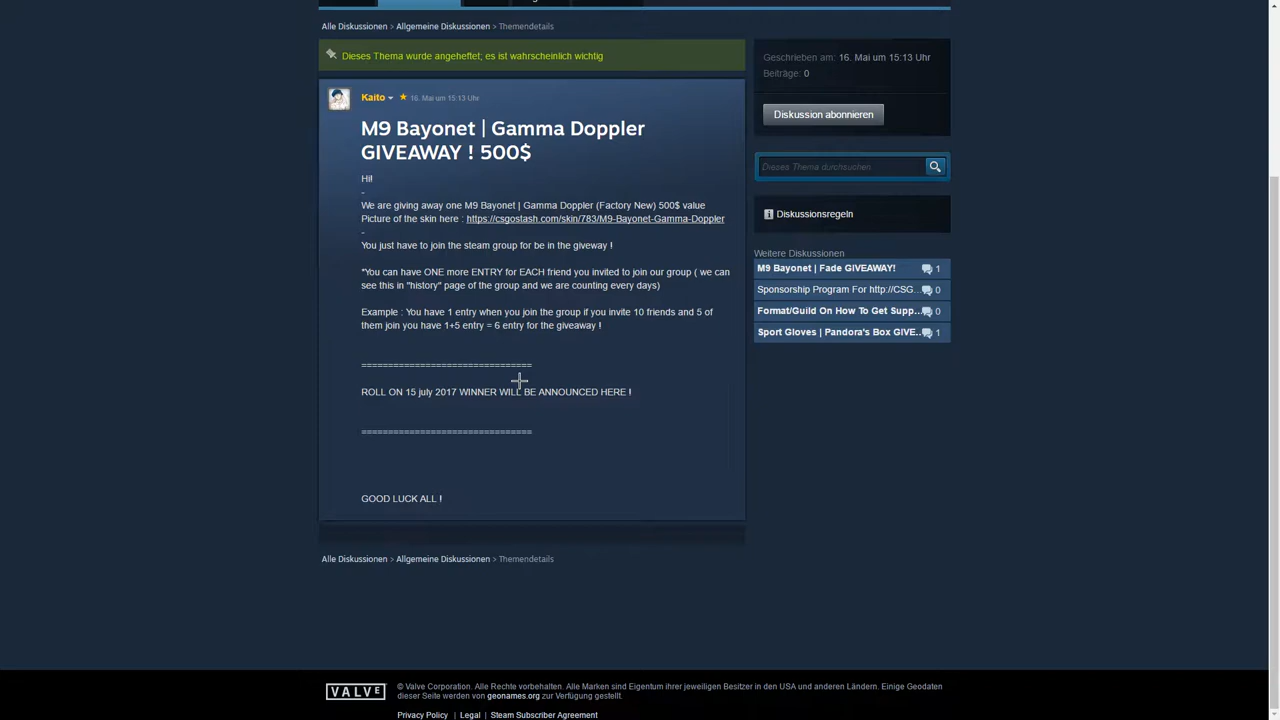 Alle Diskussionen > Allgemeine Diskussionen > Themendetails
Dieses Thema wurde angeheftet; es ist wahrscheinlich wichtig
Kaito 16. Mai um 15:13 Uhr
M9 Bayonet | Gamma Doppler
GIVEAWAY ! 500$
Hi!
-
We are giving away one M9 Bayonet | Gamma Doppler (Factory New) 500$ value
Picture of the skin here : https://csgostash.com/skin/783/M9-Bayonet-Gamma-Doppler
-
You just have to join the steam group for be in the giveway !
*You can have ONE more ENTRY for EACH friend you invited to join our group ( we can
see this in "history" page of the group and we are counting every days)
Example : You have 1 entry when you join the group if you invite 10 friends and 5 of
them join you have 1+5 entry = 6 entry for the giveaway !
================================
ROLL ON 15 july 2017 WINNER WILL BE ANNOUNCED HERE !
================================
GOOD LUCK ALL !
Alle Diskussionen > Allgemeine Diskussionen > Themendetails
Geschrieben am: 16. Mai um 15:13 Uhr
Beiträge: 0
Diskussion abonnieren
Dieses Thema durchsuchen
Diskussionsregeln
Weitere Diskussionen
M9 Bayonet | Fade GIVEAWAY! 1
Sponsorship Program For http://CSG... 0
Format/Guild On How To Get Supp... 0
Sport Gloves | Pandora's Box GIVE... 1
VALVE
© Valve Corporation. Alle Rechte vorbehalten. Alle Marken sind Eigentum ihrer jeweiligen Besitzer in den USA und anderen Ländern. Einige Geodaten
dieser Seite werden von geonames.org zur Verfügung gestellt.
Privacy Policy | Legal | Steam Subscriber Agreement